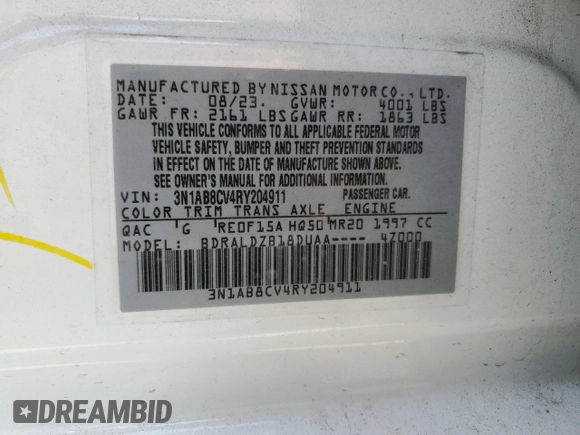 MANUFACTURED BY NISSAN MOTOR CO., LTD.
DATE: 08/23. GVWR: 4001 LBS
GAWR FR: 2161 LBS GAWR RR: 1863 LBS
THIS VEHICLE CONFORMS TO ALL APPLICABLE FEDERAL MOTOR
VEHICLE SAFETY, BUMPER AND THEFT PREVENTION STANDARDS
IN EFFECT ON THE DATE OF MANUFACTURE SHOWN ABOVE.
SEE OWNER'S MANUAL FOR ADDITIONAL INFORMATION.
VIN: 3N1AB8CV4RY204911 PASSENGER CAR.
COLOR TRIM TRANS AXLE ENGINE
QAC G RE0F15A HQ50 MR20 1997 CC
MODEL: BDRALDZB18DUAA---- 4Z000
3N1AB8CV4RY204911
DREAMBID